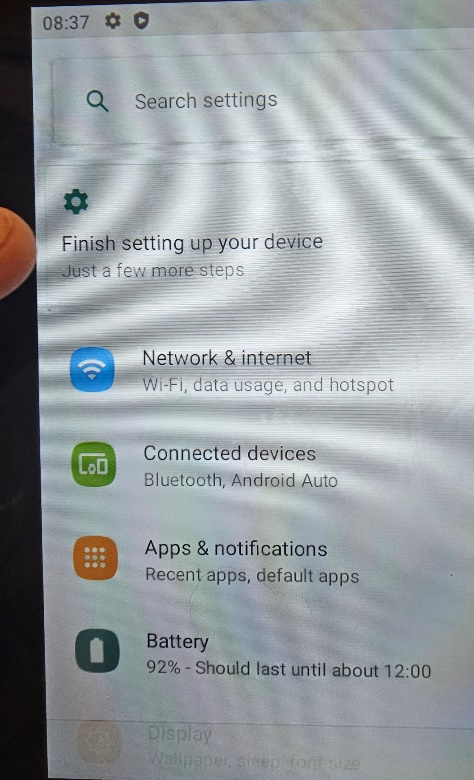 08:37
Search settings
Finish setting up your device
Just a few more steps
Network & internet
Wi-Fi, data usage, and hotspot
Connected devices
Bluetooth, Android Auto
Apps & notifications
Recent apps, default apps
Battery
92% - Should last until about 12:00
Display
Wallpaper, sleep, font size